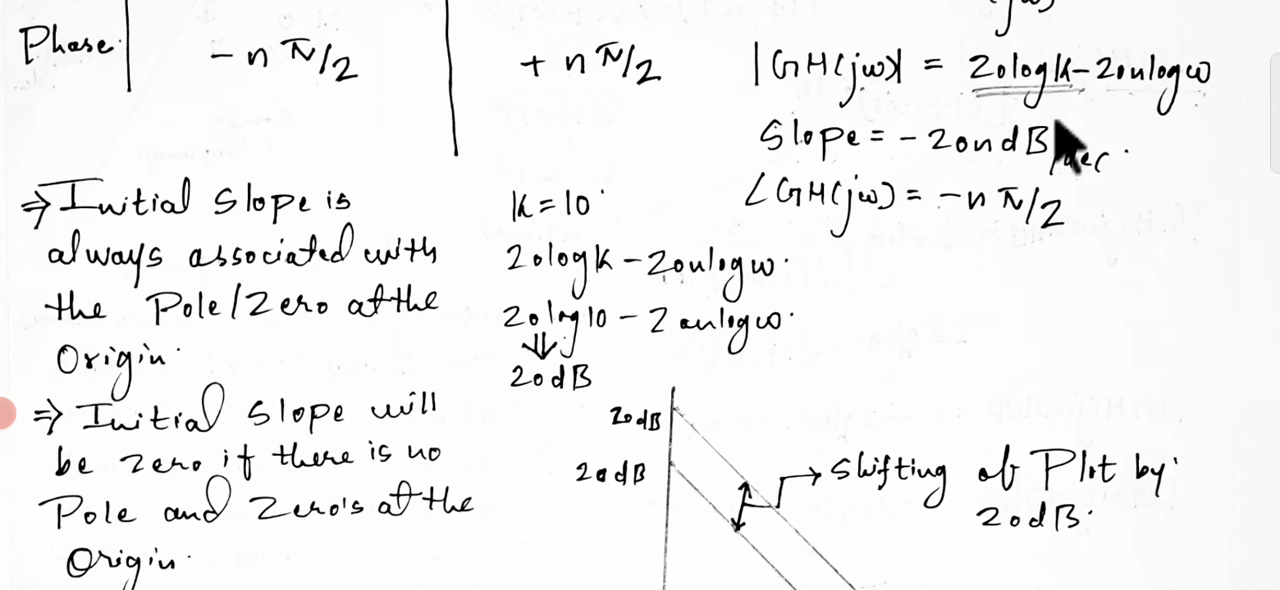 Phase. -nπ/2 +nπ/2
|GH(jω)| = 20logK-20nlogω
Slope = -20ndB/dec.
∠GH(jω) = -nπ/2
⇒ Initial Slope is
always associated with
the Pole/Zero at the
Origin.
⇒ Initial Slope will
be zero if there is no
Pole and Zero's at the
Origin.
K=10
20logK-20nlogω.
20log10-20nlogω.
⇓
20dB
20dB
20dB
→ Shifting of Plot by
20dB.